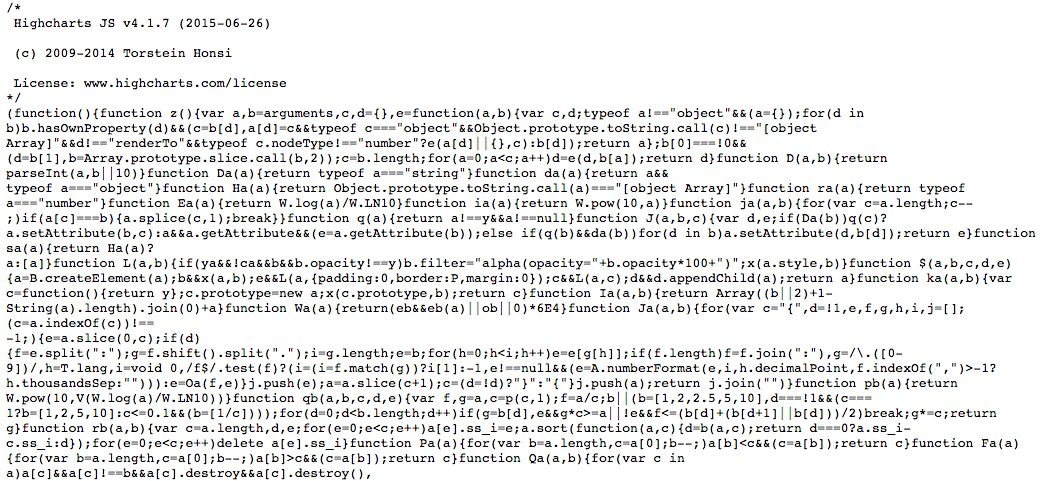 /*
 Highcharts JS v4.1.7 (2015-06-26)

 (c) 2009-2014 Torstein Honsi

 License: www.highcharts.com/license
*/
(function(){function z(){var a,b=arguments,c,d={},e=function(a,b){var c,d;typeof a!=="object"&&(a={});for(d in
b)b.hasOwnProperty(d)&&(c=b[d],a[d]=c&&typeof c==="object"&&Object.prototype.toString.call(c)!=="[object
Array]"&&d!=="renderTo"&&typeof c.nodeType!=="number"?e(a[d]||{},c):b[d]);return a};b[0]===!0&&
(d=b[1],b=Array.prototype.slice.call(b,2));c=b.length;for(a=0;a<c;a++)d=e(d,b[a]);return d}function D(a,b){return
parseInt(a,b||10)}function Da(a){return typeof a==="string"}function da(a){return a&&
typeof a==="object"}function Ha(a){return Object.prototype.toString.call(a)==="[object Array]"}function ra(a){return typeof
a==="number"}function Ea(a){return W.log(a)/W.LN10}function ia(a){return W.pow(10,a)}function ja(a,b){for(var c=a.length;c--
;)if(a[c]===b){a.splice(c,1);break}}function q(a){return a!==y&&a!==null}function J(a,b,c){var d,e;if(Da(b))q(c)?
a.setAttribute(b,c):a&&a.getAttribute&&(e=a.getAttribute(b));else if(q(b)&&da(b))for(d in b)a.setAttribute(d,b[d]);return e}function
sa(a){return Ha(a)?
a:[a]}function L(a,b){if(ya&&!ca&&b&&b.opacity!==y)b.filter="alpha(opacity="+b.opacity*100+")";x(a.style,b)}function $(a,b,c,d,e)
{a=B.createElement(a);b&&x(a,b);e&&L(a,{padding:0,border:P,margin:0});c&&L(a,c);d&&d.appendChild(a);return a}function ka(a,b){var
c=function(){return y};c.prototype=new a;x(c.prototype,b);return c}function Ia(a,b){return Array((b||2)+1-
String(a).length).join(0)+a}function Wa(a){return(eb&&eb(a)||ob||0)*6E4}function Ja(a,b){for(var c="{",d=!1,e,f,g,h,i,j=[];
(c=a.indexOf(c))!==
-1;){e=a.slice(0,c);if(d)
{f=e.split(":");g=f.shift().split(".");i=g.length;e=b;for(h=0;h<i;h++)e=e[g[h]];if(f.length)f=f.join(":"),g=/\.([0-
9])/,h=T.lang,i=void 0,/f$/.test(f)?(i=(i=f.match(g))?i[1]:-1,e!==null&&(e=A.numberFormat(e,i,h.decimalPoint,f.indexOf(",")>-1?
h.thousandsSep:""))):e=Oa(f,e)}j.push(e);a=a.slice(c+1);c=(d=!d)?"}":"{"}j.push(a);return j.join("")}function pb(a){return
W.pow(10,V(W.log(a)/W.LN10))}function qb(a,b,c,d,e){var f,g=a,c=p(c,1);f=a/c;b||(b=[1,2,2.5,5,10],d===!1&&(c===
1?b=[1,2,5,10]:c<=0.1&&(b=[1/c])));for(d=0;d<b.length;d++)if(g=b[d],e&&g*c>=a||!e&&f<=(b[d]+(b[d+1]||b[d]))/2)break;g*=c;return
g}function rb(a,b){var c=a.length,d,e;for(e=0;e<c;e++)a[e].ss_i=e;a.sort(function(a,c){d=b(a,c);return d===0?a.ss_i-
c.ss_i:d});for(e=0;e<c;e++)delete a[e].ss_i}function Pa(a){for(var b=a.length,c=a[0];b--;)a[b]<c&&(c=a[b]);return c}function Fa(a)
{for(var b=a.length,c=a[0];b--;)a[b]>c&&(c=a[b]);return c}function Qa(a,b){for(var c in
a)a[c]&&a[c]!==b&&a[c].destroy&&a[c].destroy(),